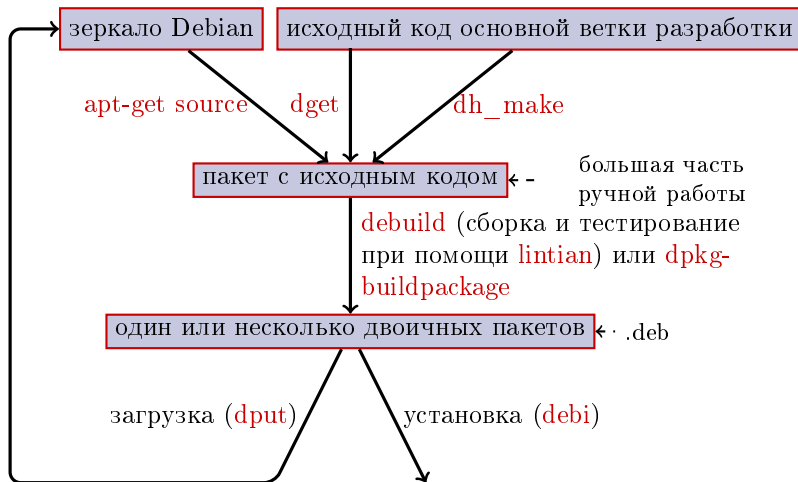 зеркало Debian
исходный код основной ветки разработки
apt-get source
dget
dh_make
пакет с исходным кодом
большая часть
ручной работы
debuild (сборка и тестирование
при помощи lintian) или dpkg-
buildpackage
один или несколько двоичных пакетов
.deb
загрузка (dput)
установка (debi)